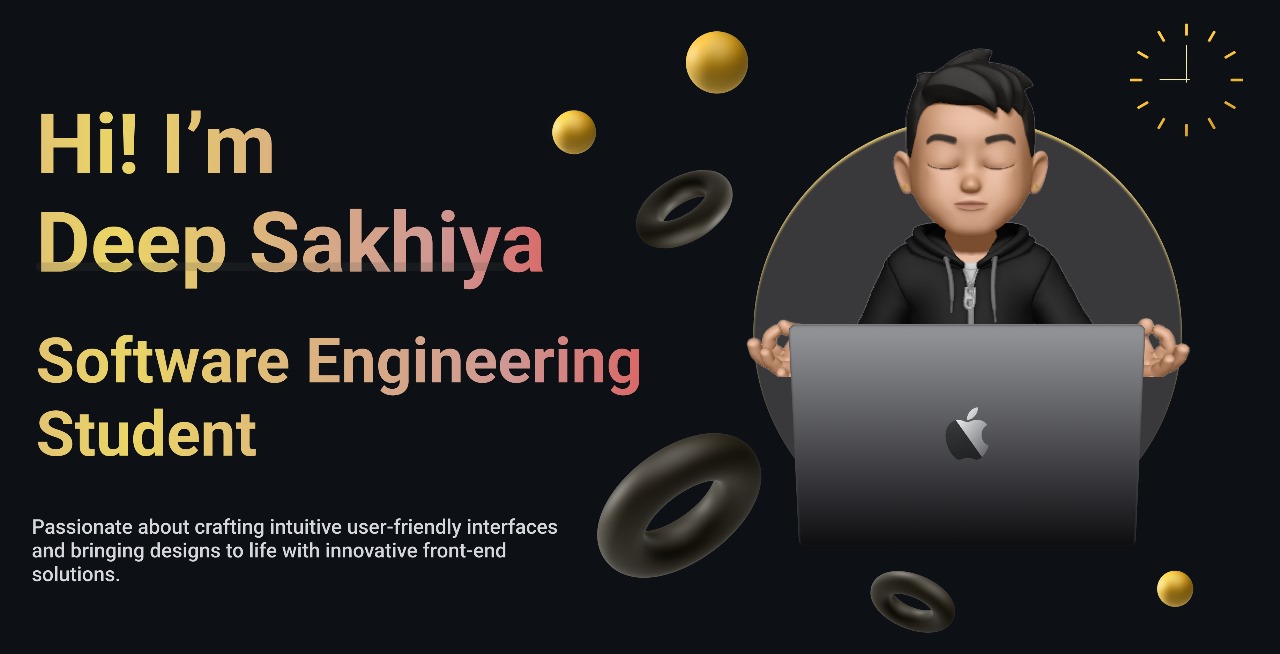 Hi! I’m
Deep Sakhiya
Software Engineering
Student
Passionate about crafting intuitive user-friendly interfaces
and bringing designs to life with innovative front-end
solutions.